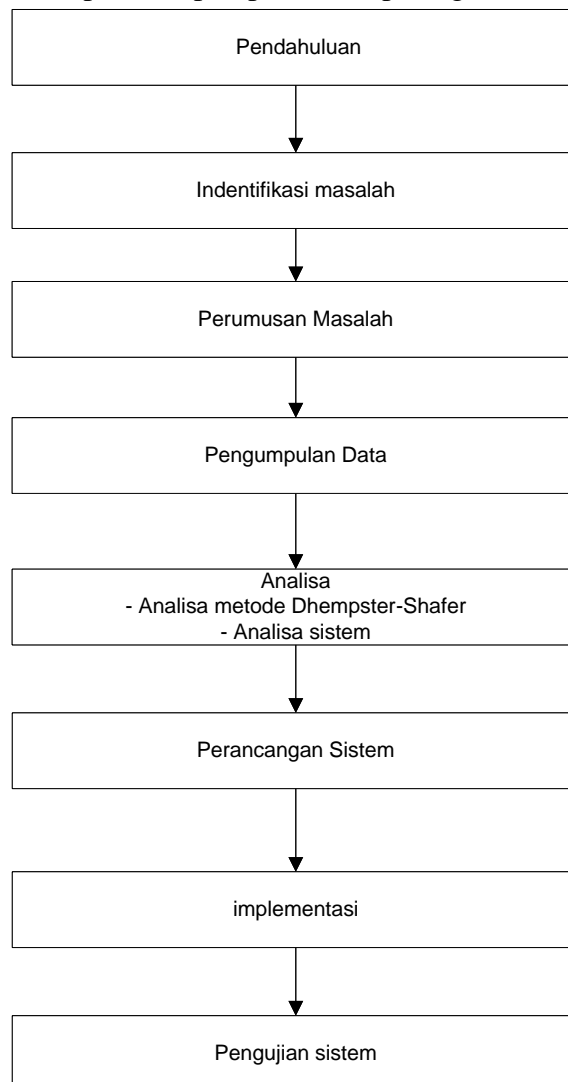 Pendahuluan
Indentifikasi masalah
Perumusan Masalah
Pengumpulan Data
Analisa
- Analisa metode Dhempster-Shafer
- Analisa sistem
Perancangan Sistem
implementasi
Pengujian sistem